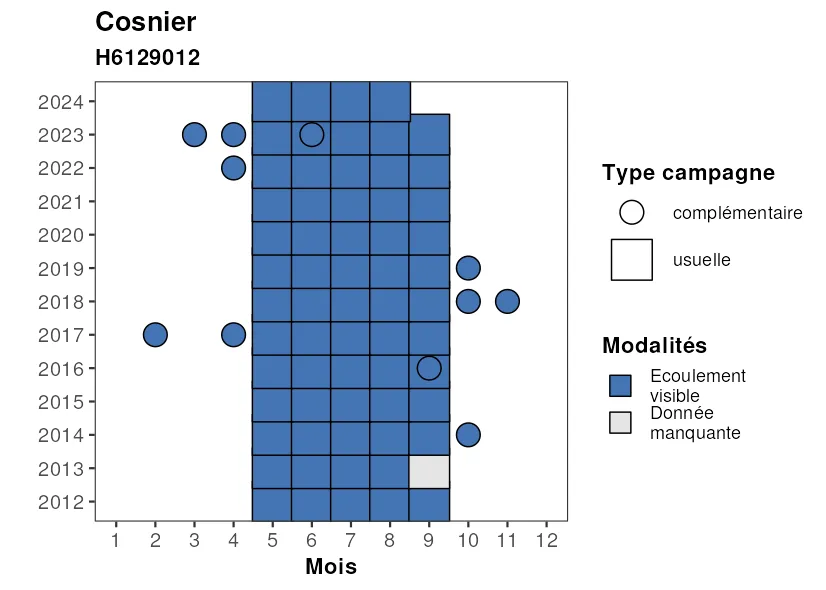 Cosnier
H6129012
2024
2023
2022
2021
2020
2019
2018
2017
2016
2015
2014
2013
2012
1 2 3 4 5 6 7 8 9 10 11 12
Mois
Type campagne
complémentaire
usuelle
Modalités
Ecoulement
visible
Donnée
manquante